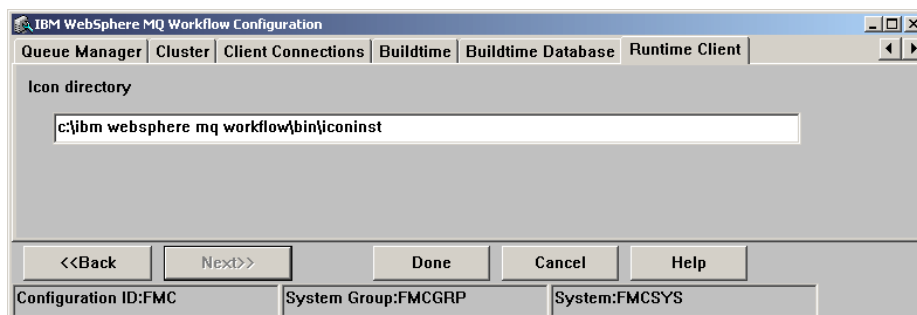 IBM WebSphere MQ Workflow Configuration
Queue Manager Cluster Client Connections Buildtime Buildtime Database Runtime Client
Icon directory
c:\ibm websphere mq workflow\bin\iconinst
<<Back Next>> Done Cancel Help
Configuration ID:FMC System Group:FMCGRP System:FMCSYS